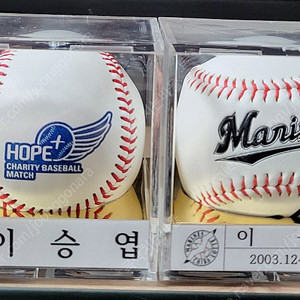 HOPE+
CHARITY BASEBALL
MATCH
이승엽
Mari
이
2003.12-